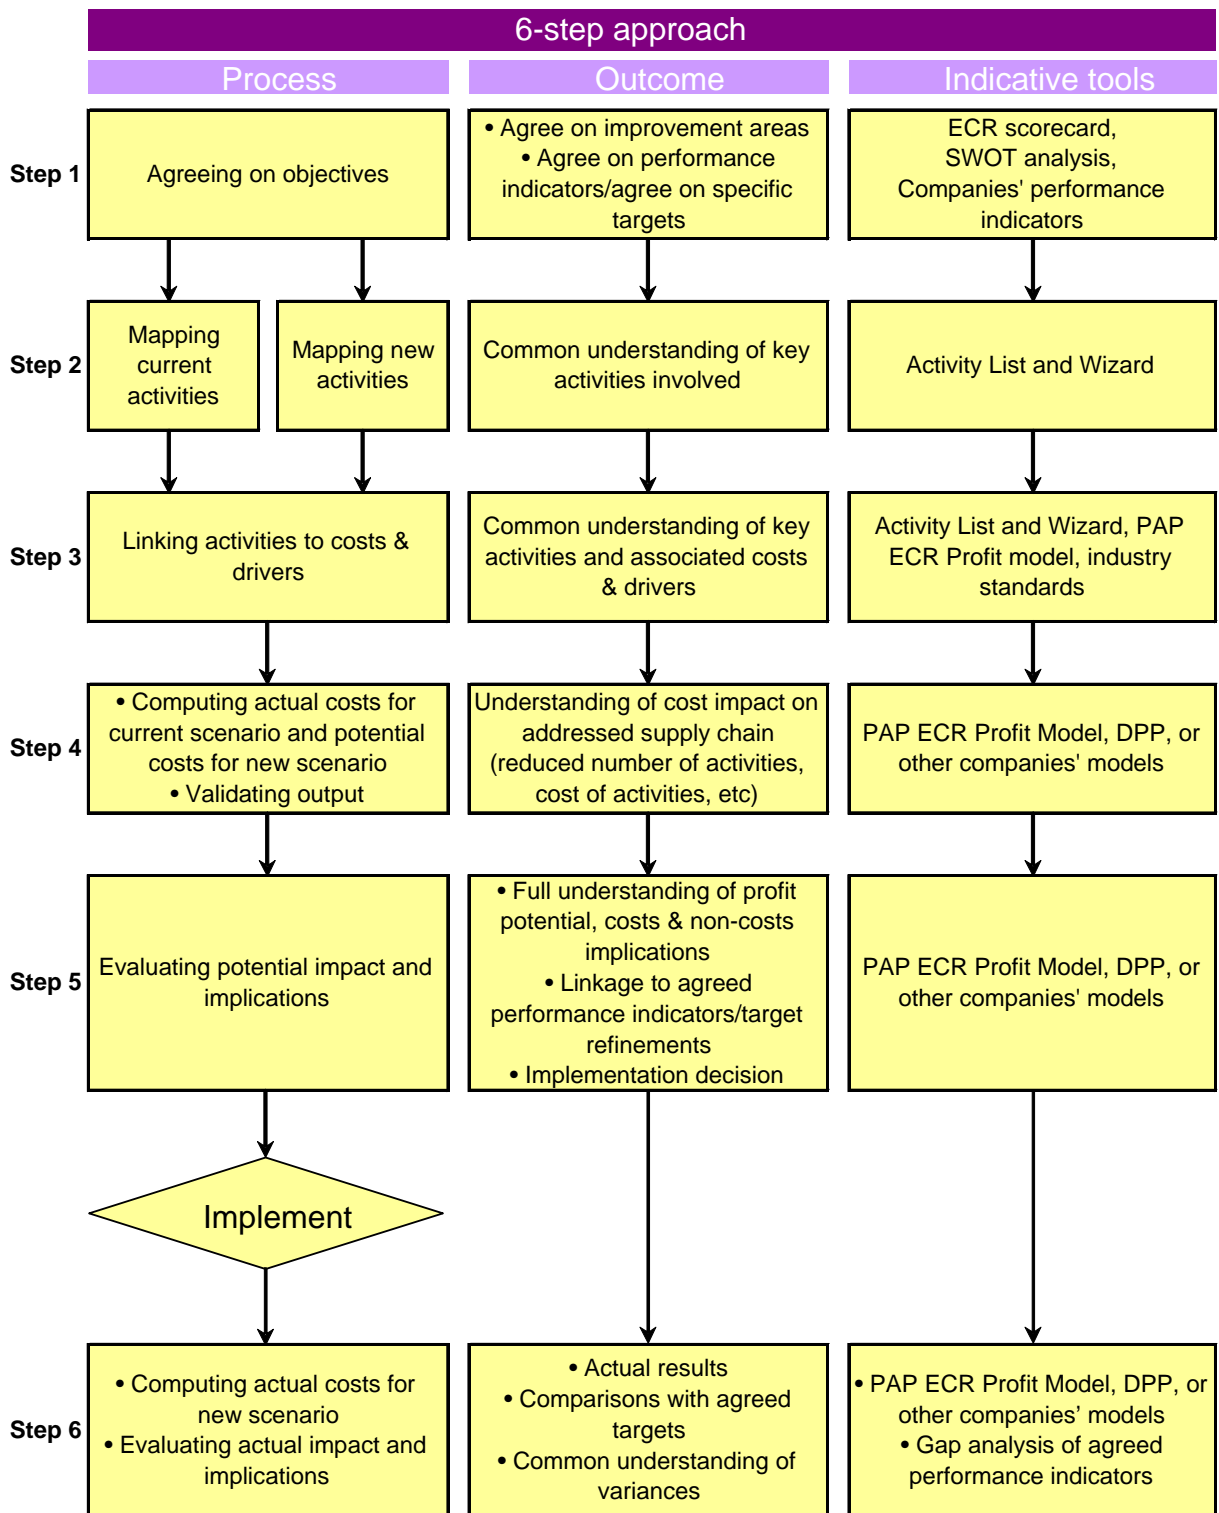 6-step approach
Process
Outcome
Indicative tools
Step 1
Agreeing on objectives
• Agree on improvement areas
• Agree on performance
indicators/agree on specific
targets
ECR scorecard,
SWOT analysis,
Companies' performance
indicators
Step 2
Mapping
current
activities
Mapping new
activities
Common understanding of key
activities involved
Activity List and Wizard
Step 3
Linking activities to costs &
drivers
Common understanding of key
activities and associated costs
& drivers
Activity List and Wizard, PAP
ECR Profit model, industry
standards
Step 4
• Computing actual costs for
current scenario and potential
costs for new scenario
• Validating output
Understanding of cost impact on
addressed supply chain
(reduced number of activities,
cost of activities, etc)
PAP ECR Profit Model, DPP, or
other companies' models
Step 5
Evaluating potential impact and
implications
• Full understanding of profit
potential, costs & non-costs
implications
• Linkage to agreed
performance indicators/target
refinements
• Implementation decision
PAP ECR Profit Model, DPP, or
other companies' models
Implement
Step 6
• Computing actual costs for
new scenario
• Evaluating actual impact and
implications
• Actual results
• Comparisons with agreed
targets
• Common understanding of
variances
• PAP ECR Profit Model, DPP, or
other companies’ models
• Gap analysis of agreed
performance indicators